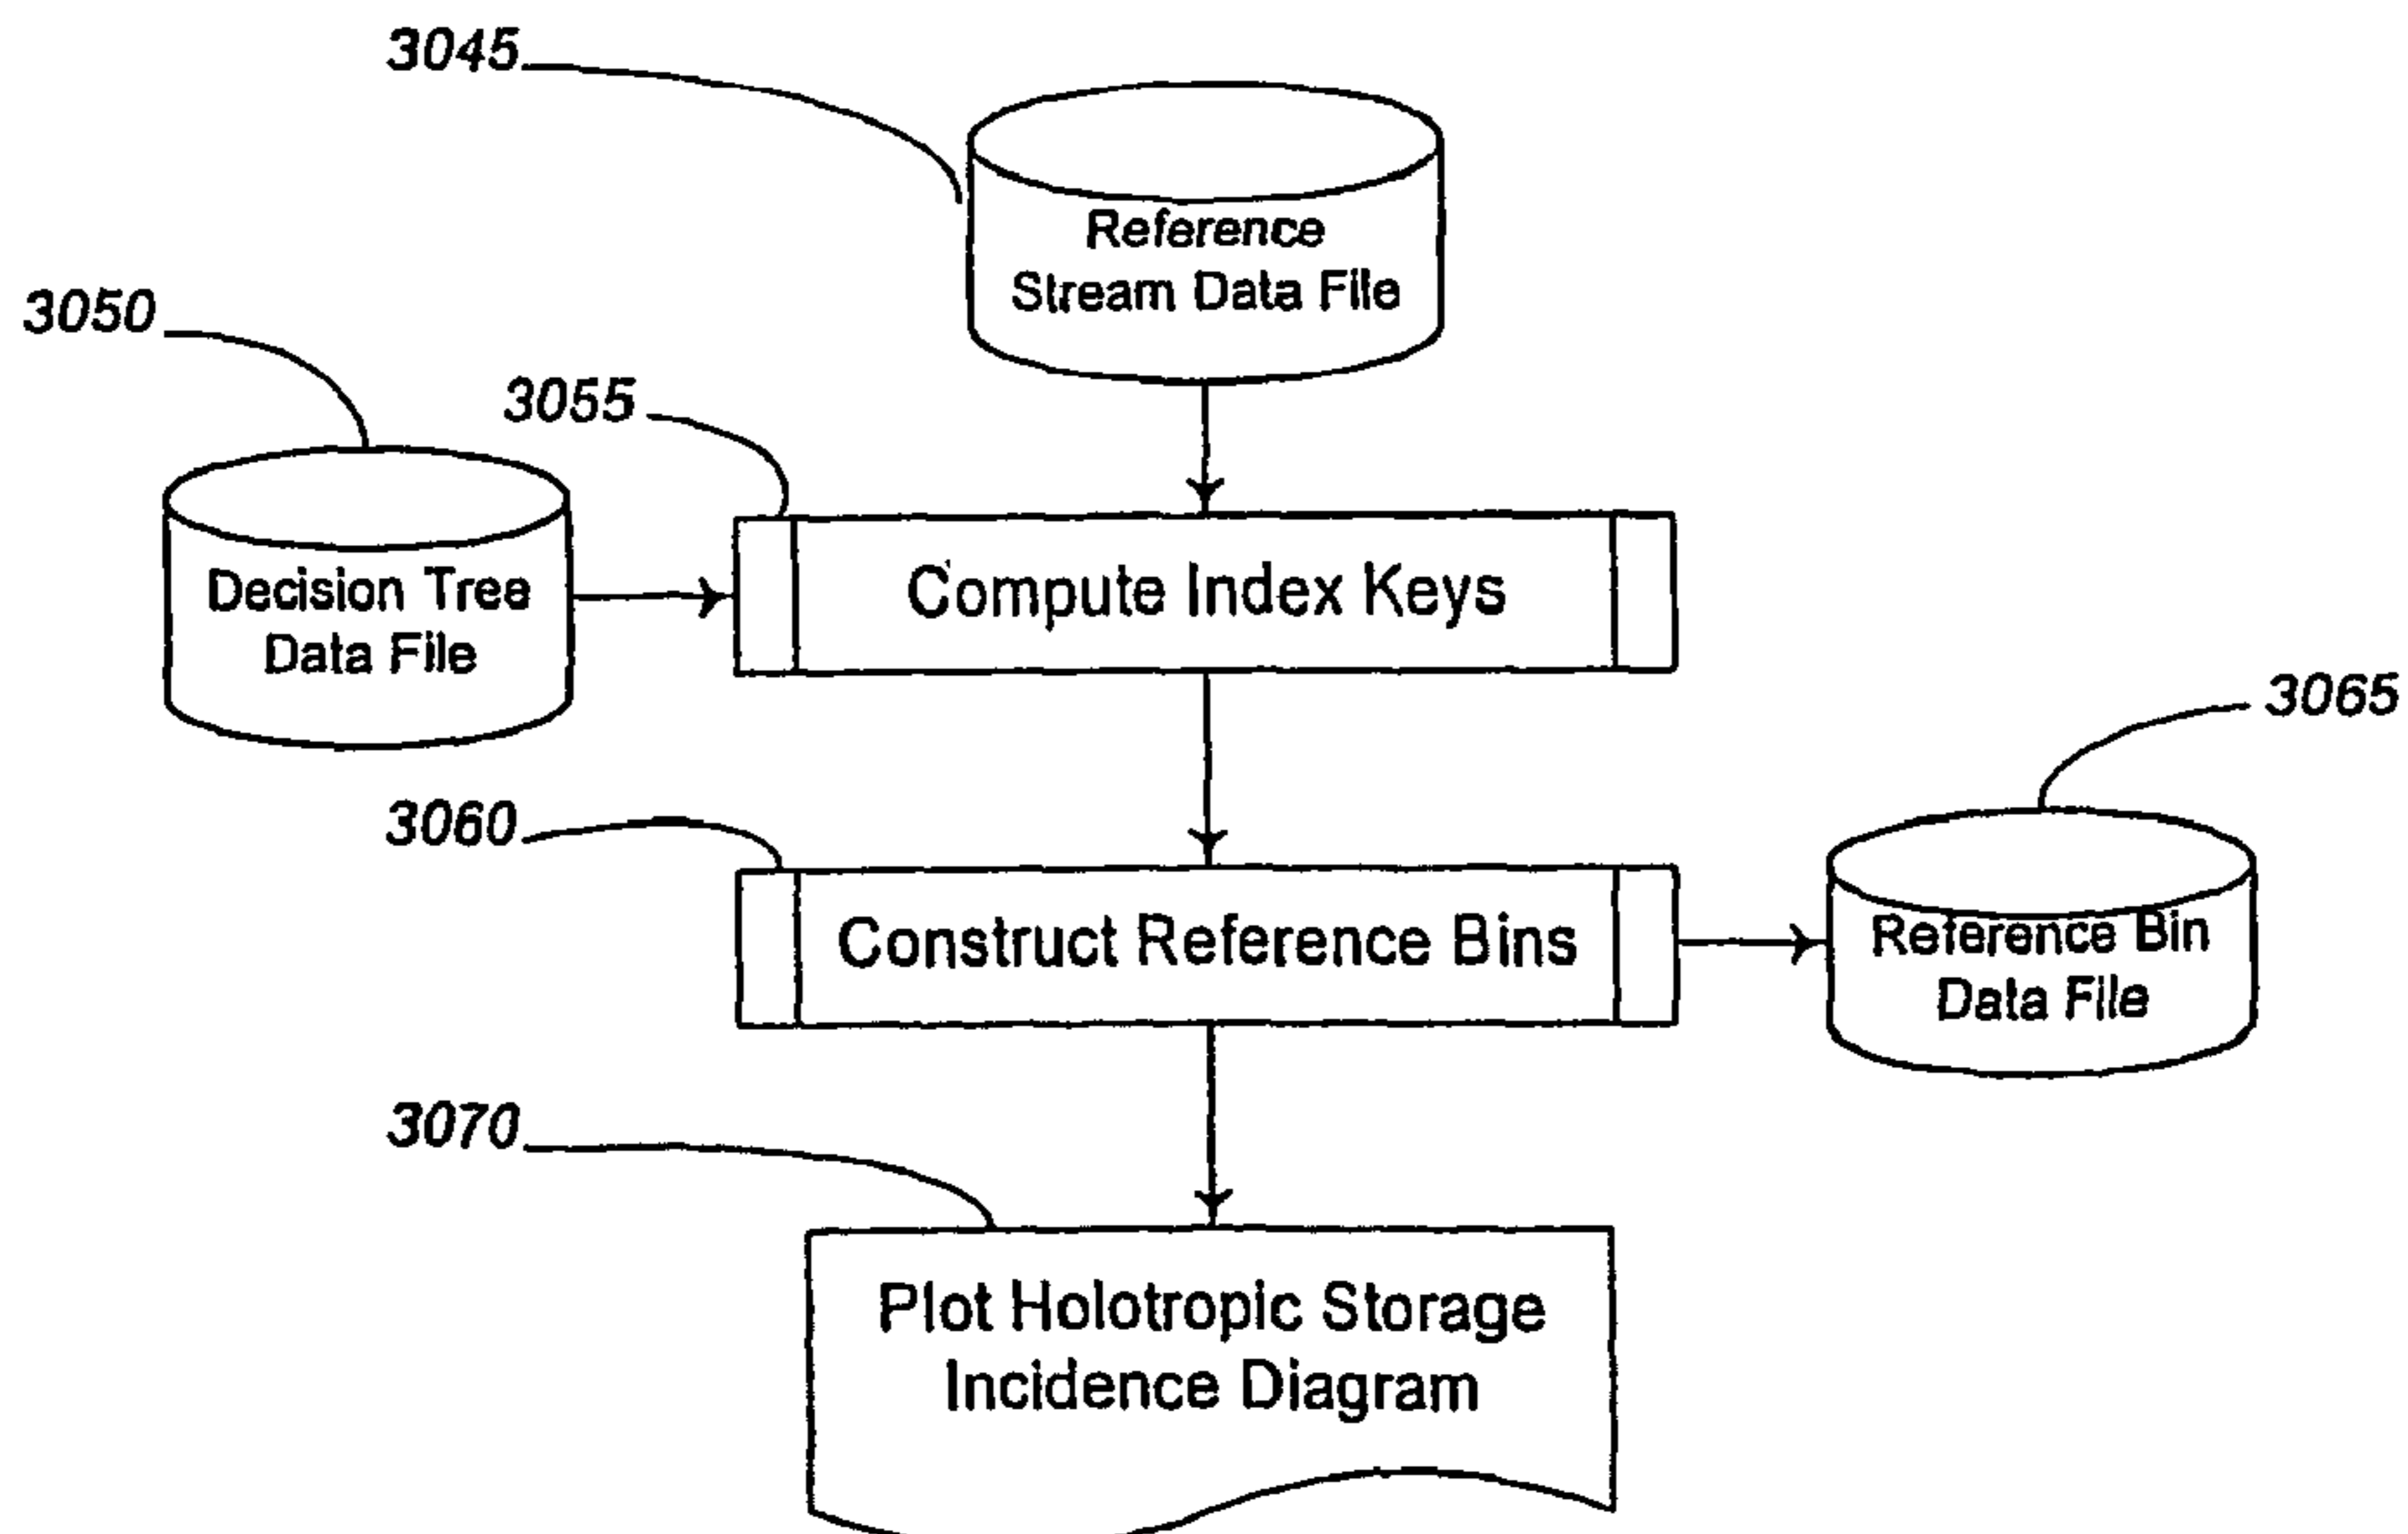 3045
Reference
Stream Data File
3050
3055
Decision Tree
Data File
Compute Index Keys
3065
3060
Construct Reference Bins
Reference Bin
Data File
3070
Plot Holotropic Storage
Incidence Diagram